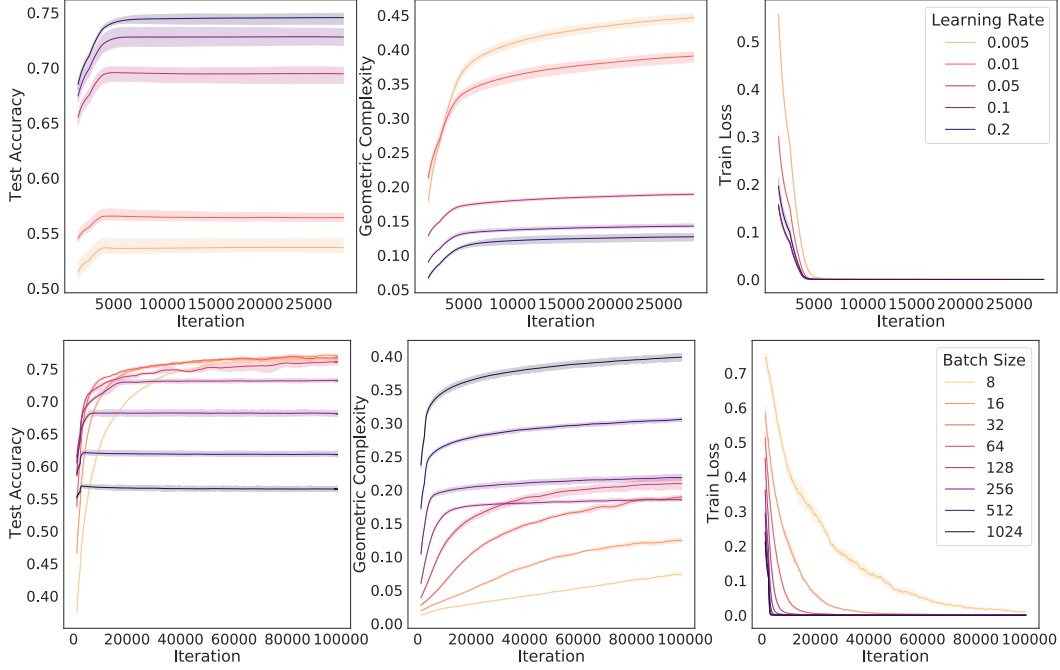 Test Accuracy
0.75
0.70
0.65
0.60
0.55
0.50
5000 10000 15000 20000 25000
Iteration
Geometric Complexity
0.45
0.40
0.35
0.30
0.25
0.20
0.15
0.10
0.05
5000 10000 15000 20000 25000
Iteration
Train Loss
0.5
0.4
0.3
0.2
0.1
0.0
5000 10000 15000 20000 25000
Iteration
Learning Rate
0.005
0.01
0.05
0.1
0.2
Test Accuracy
0.75
0.70
0.65
0.60
0.55
0.50
0.45
0.40
0 20000 40000 60000 80000 100000
Iteration
Geometric Complexity
0.40
0.35
0.30
0.25
0.20
0.15
0.10
0.05
0.00
0 20000 40000 60000 80000 100000
Iteration
Train Loss
0.7
0.6
0.5
0.4
0.3
0.2
0.1
0.0
0 20000 40000 60000 80000 100000
Iteration
Batch Size
8
16
32
64
128
256
512
1024